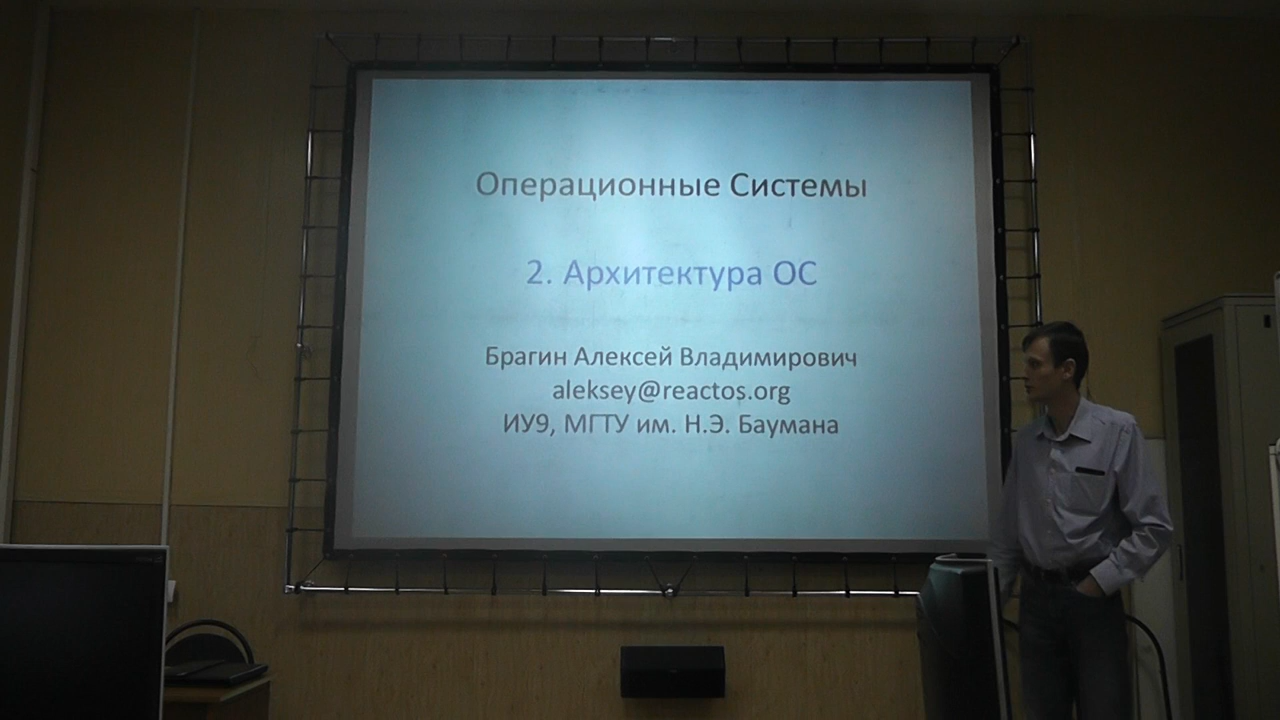 Операционные Системы
2. Архитектура ОС
Брагин Алексей Владимирович
aleksey@reactos.org
ИУ9, МГТУ им. Н.Э. Баумана